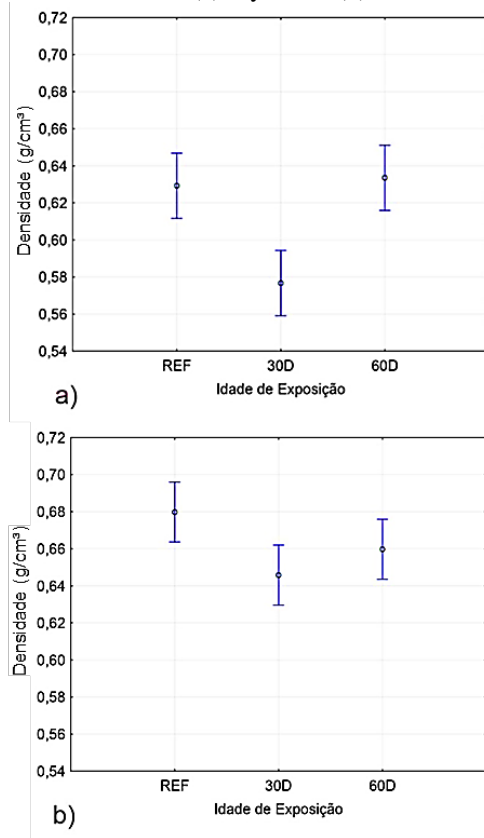 0,72
0,70
0,68
0,66
0,64
0,62
0,60
0,58
0,56
0,54
Densidade (g/cm³)
REF 30D 60D
Idade de Exposição
a)
0,72
0,70
0,68
0,66
0,64
0,62
0,60
0,58
0,56
0,54
Densidade (g/cm³)
REF 30D 60D
Idade de Exposição
b)